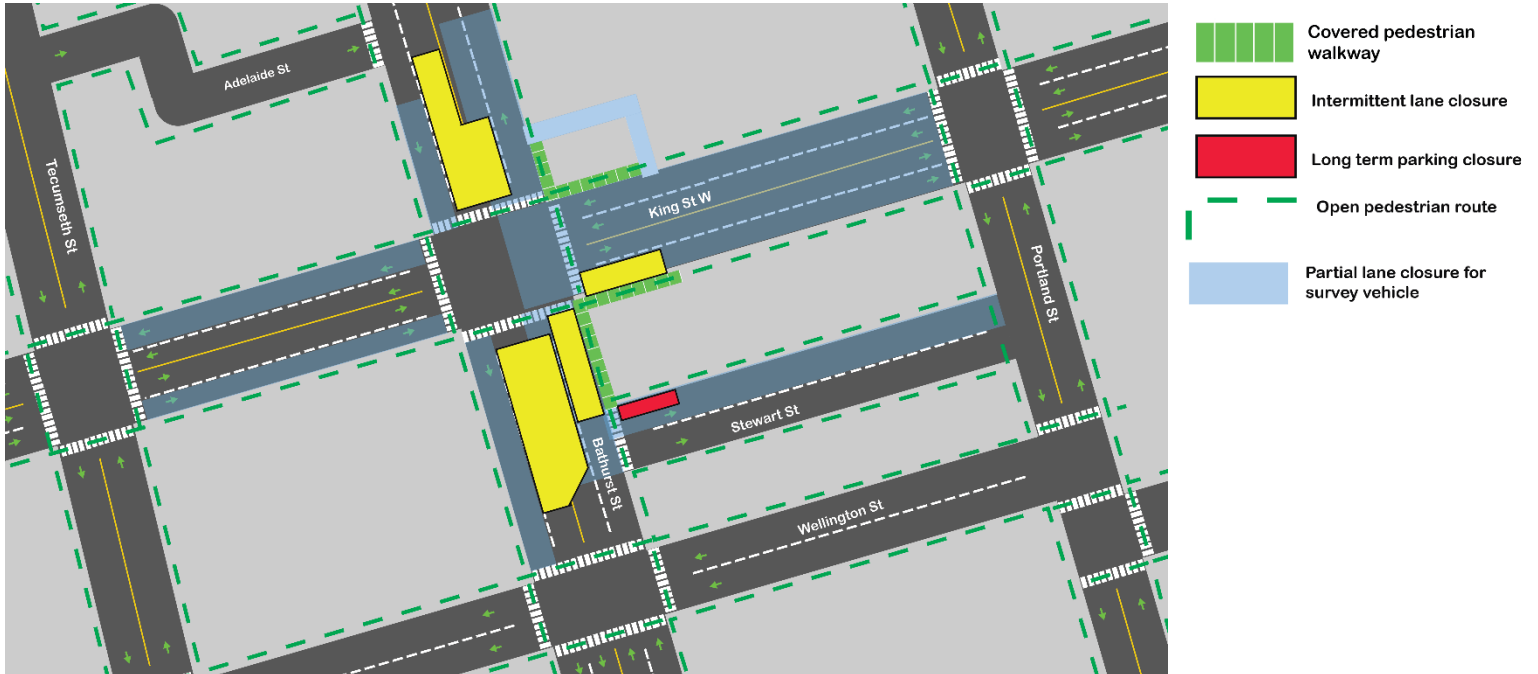 Adelaide St
Tecumseth St
King St W
Portland St
Stewart St
Bathurst St
Wellington St
Covered pedestrian
walkway
Intermittent lane closure
Long term parking closure
Open pedestrian route
Partial lane closure for
survey vehicle